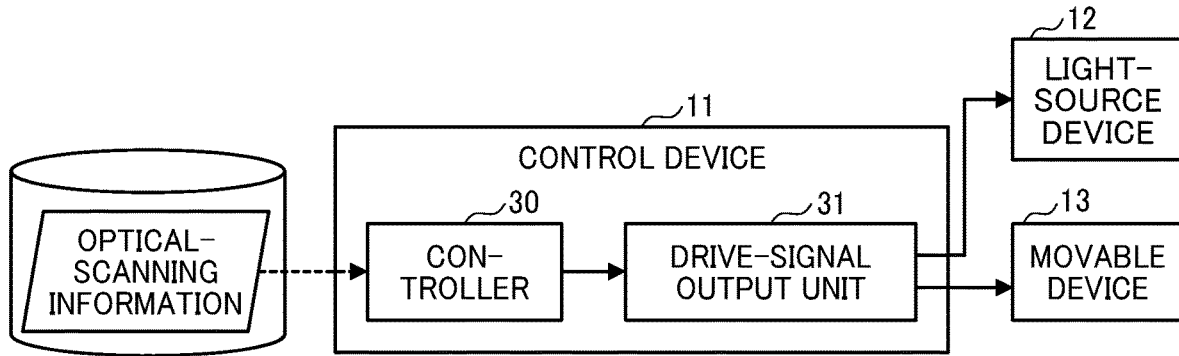 OPTICAL-
SCANNING
INFORMATION
11
CONTROL DEVICE
30
CON-
TROLLER
31
DRIVE-SIGNAL
OUTPUT UNIT
12
LIGHT-
SOURCE
DEVICE
13
MOVABLE
DEVICE